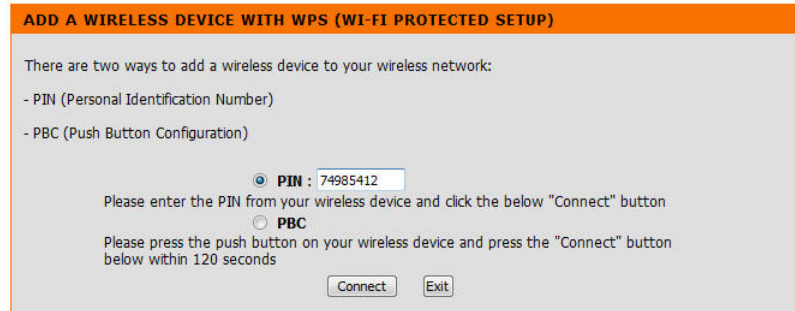 ADD A WIRELESS DEVICE WITH WPS (WI-FI PROTECTED SETUP)
There are two ways to add a wireless device to your wireless network:
- PIN (Personal Identification Number)
- PBC (Push Button Configuration)
PIN : 74985412
Please enter the PIN from your wireless device and click the below "Connect" button
PBC
Please press the push button on your wireless device and press the "Connect" button
below within 120 seconds
Connect Exit